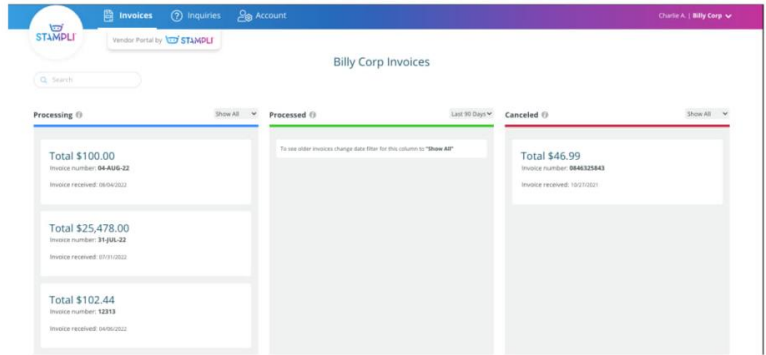 Invoices
Inquiries
Account
Charlie A. | Billy Corp
STAMPLI
Vendor Portal by STAMPLI
Billy Corp Invoices
Search
Processing
Show All
Processed
Last 90 Days
Canceled
Show All
Total $100.00
Invoice number: 04-AUG-22
Invoice received: 08/04/2022
Total $25,478.00
Invoice number: 31-JUL-22
Invoice received: 07/31/2022
Total $102.44
Invoice number: 12313
Invoice received: 04/06/2022
To see older invoices change date filter for this column to "Show All"
Total $46.99
Invoice number: 0846325843
Invoice received: 10/27/2021